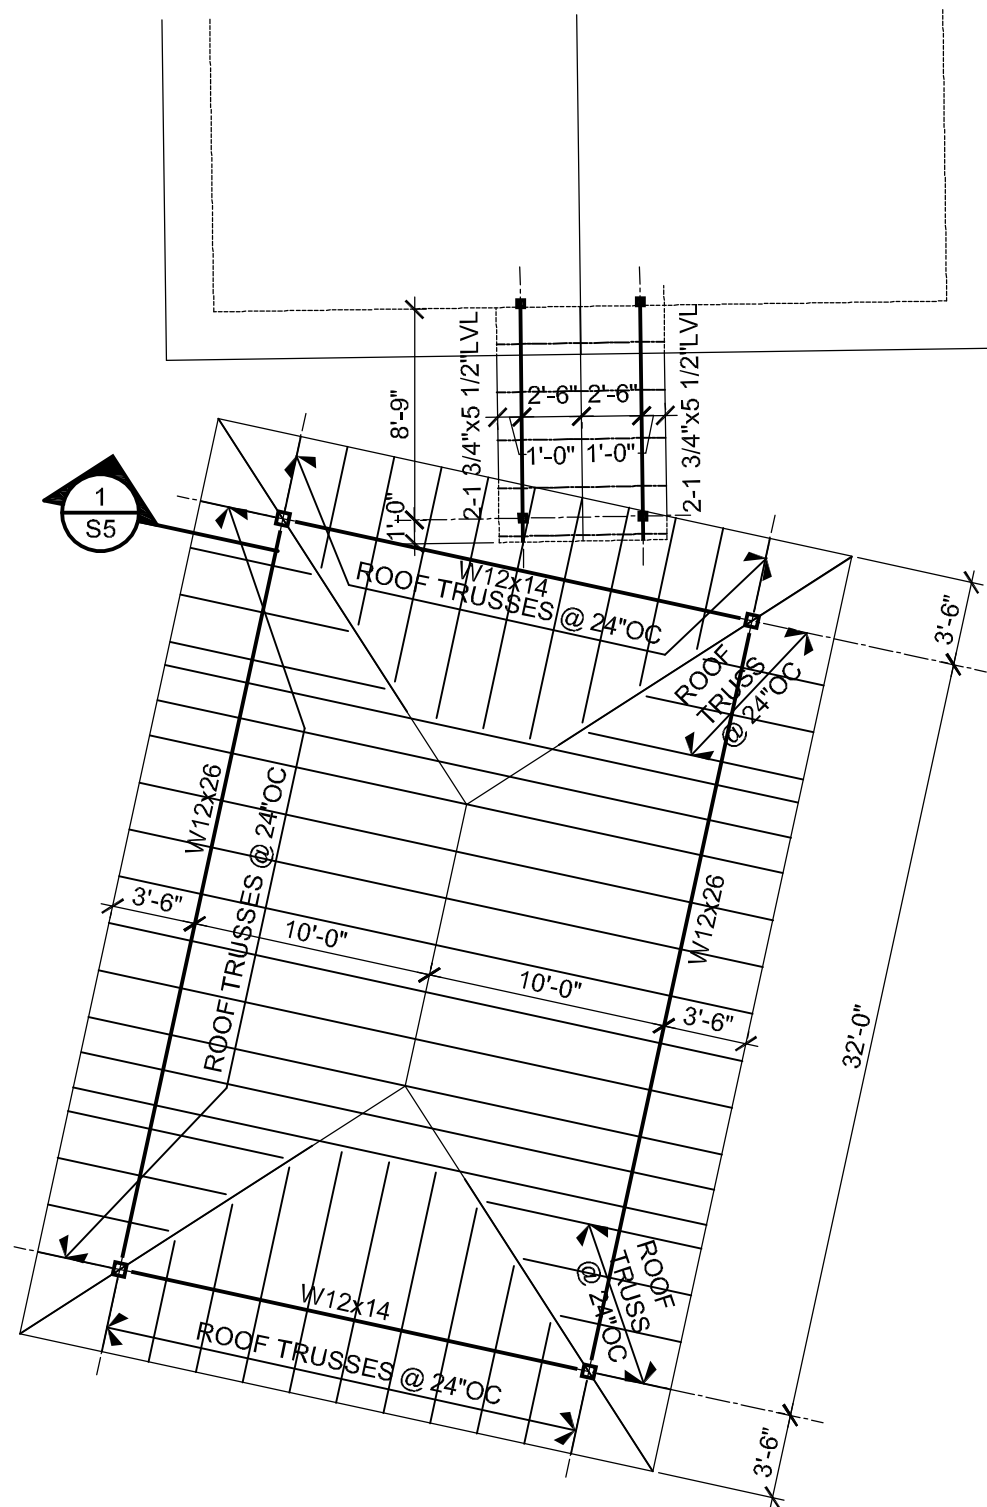 2-1 3/4"x5 1/2"LVL
2-1 3/4"x5 1/2"LVL
8'-9"
2'-6"
2'-6"
1'-0"
1'-0"
1'-0"
1
S5
W12x14
ROOF TRUSSES @ 24"OC
3'-6"
ROOF
TRUSS
@ 24"OC
W12x26
ROOF TRUSSES @ 24"OC
W12x26
3'-6"
10'-0"
10'-0"
3'-6"
32'-0"
ROOF
TRUSS
@ 24"OC
W12x14
ROOF TRUSSES @ 24"OC
3'-6"